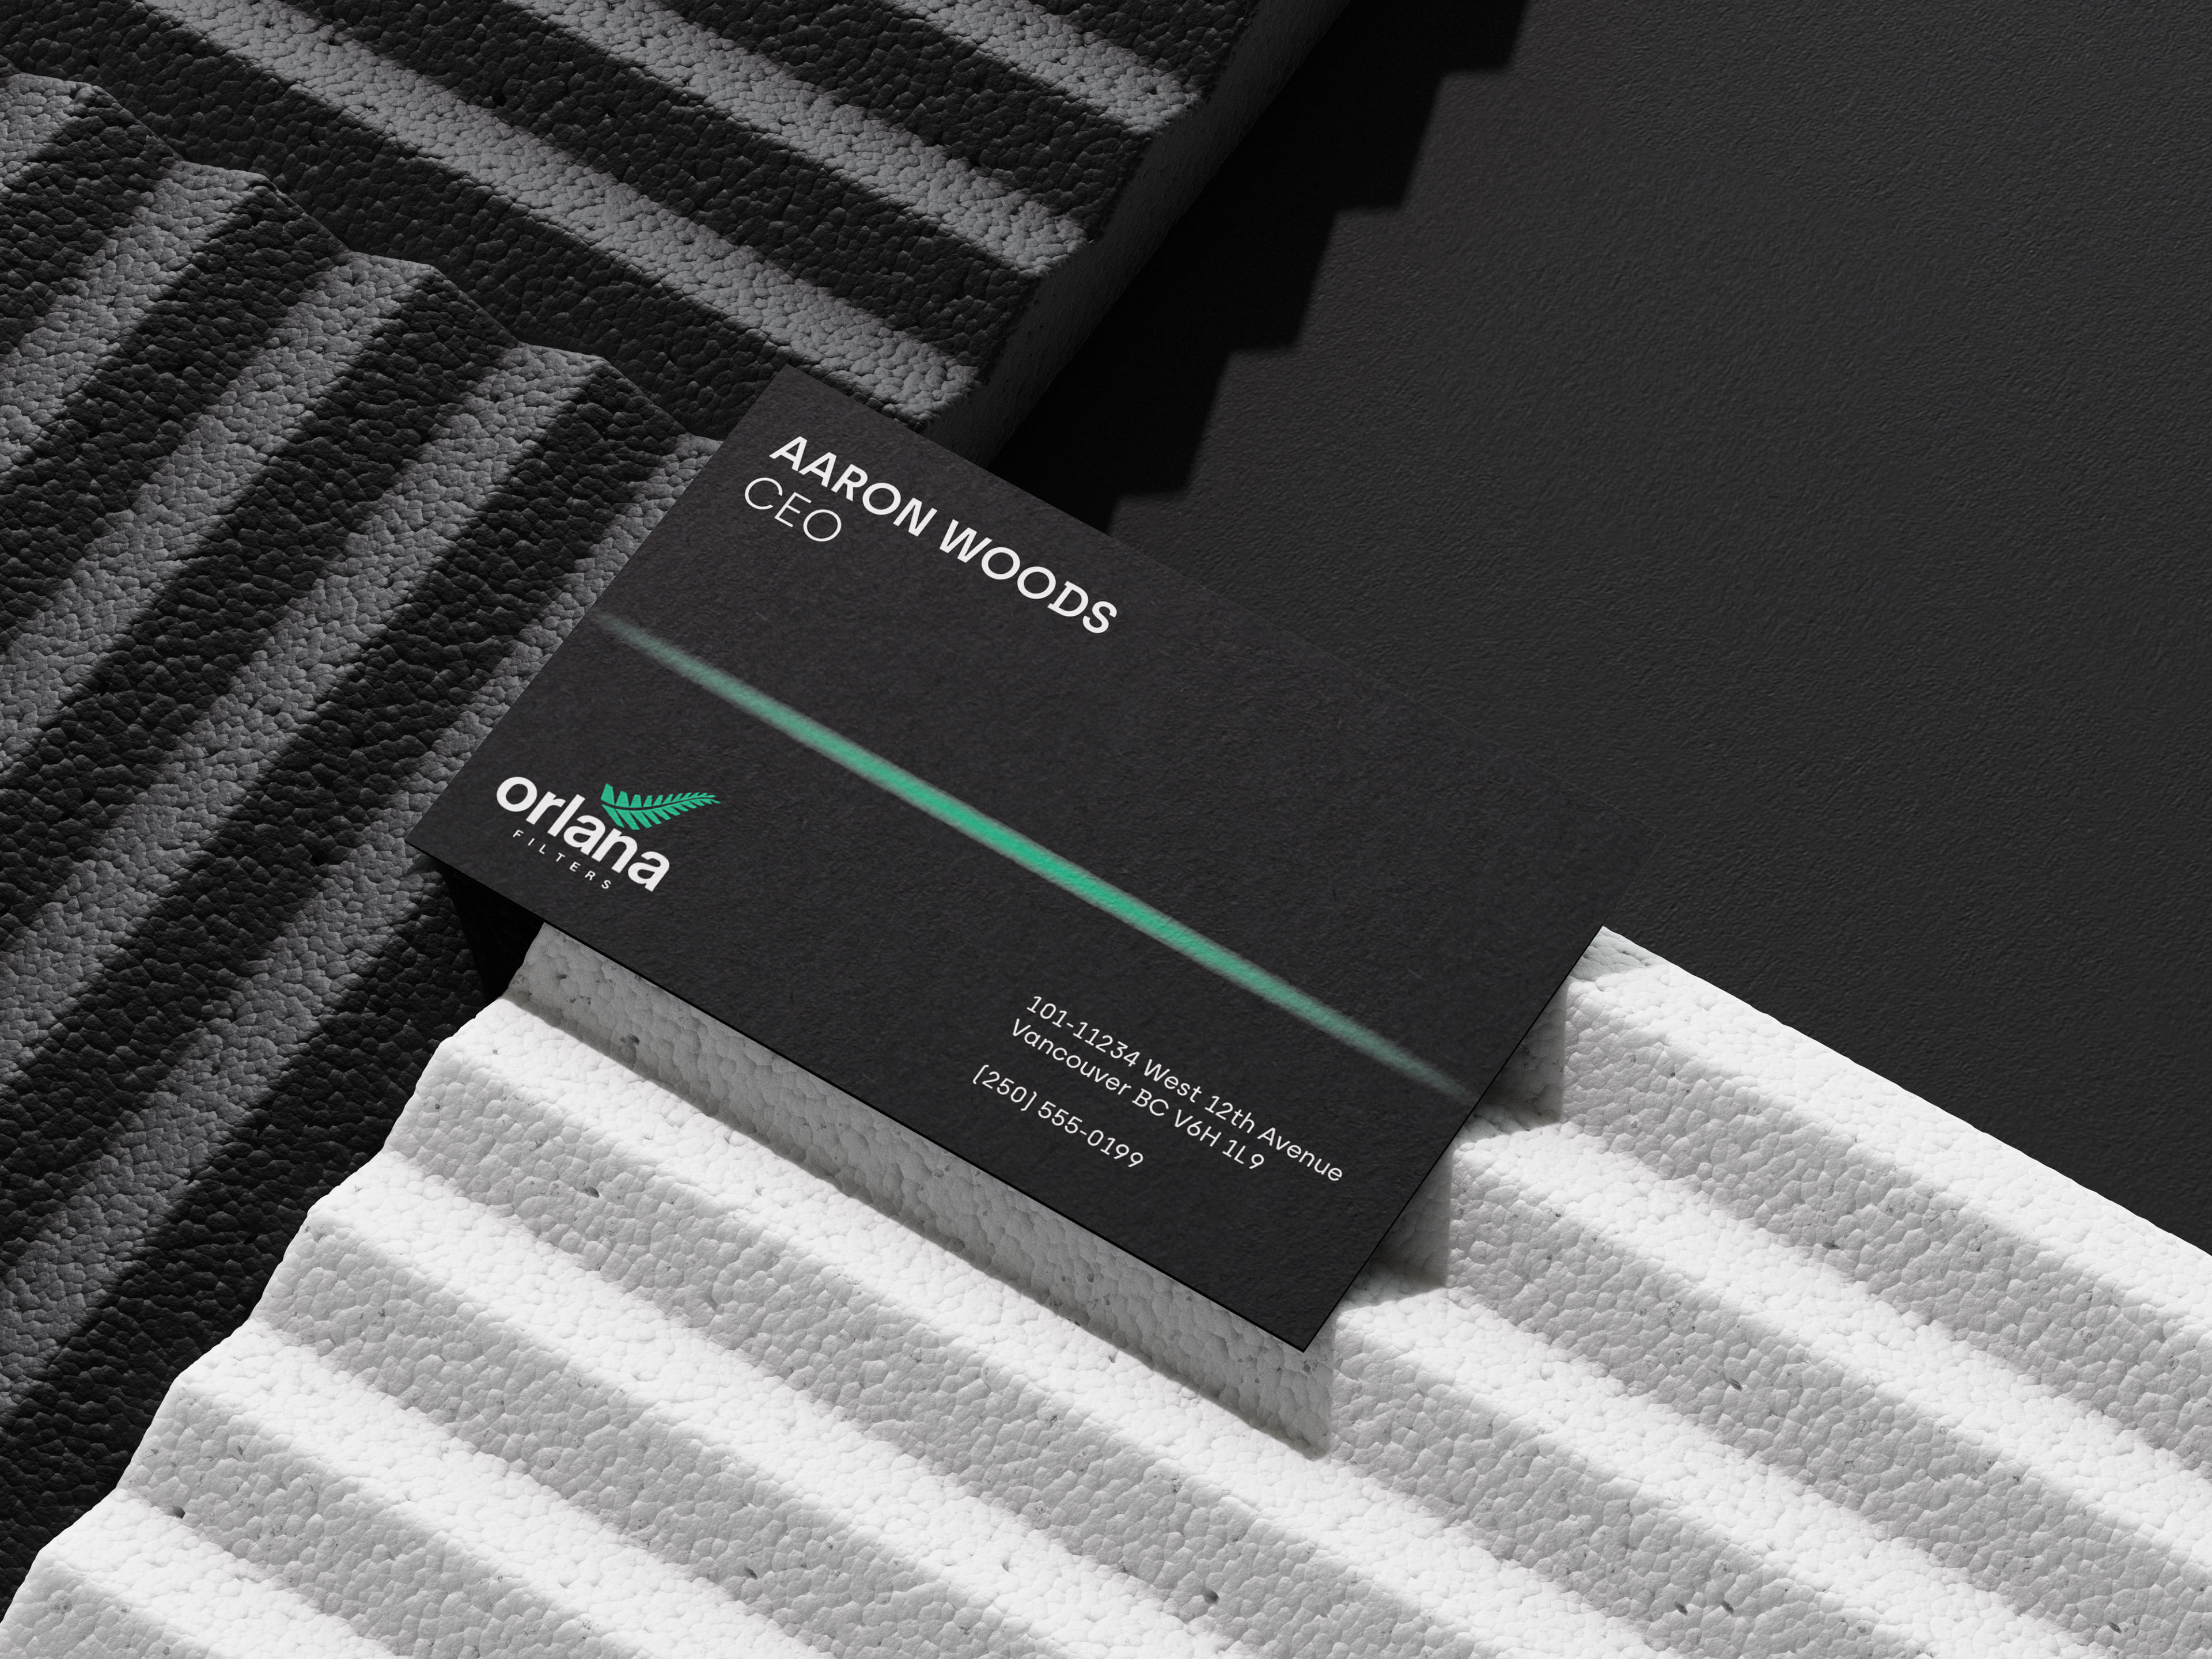 AARON WOODS
CEO
orlana
FILTERS
101-11234 West 12th Avenue
Vancouver BC V6H 1L9
[250] 555-0199